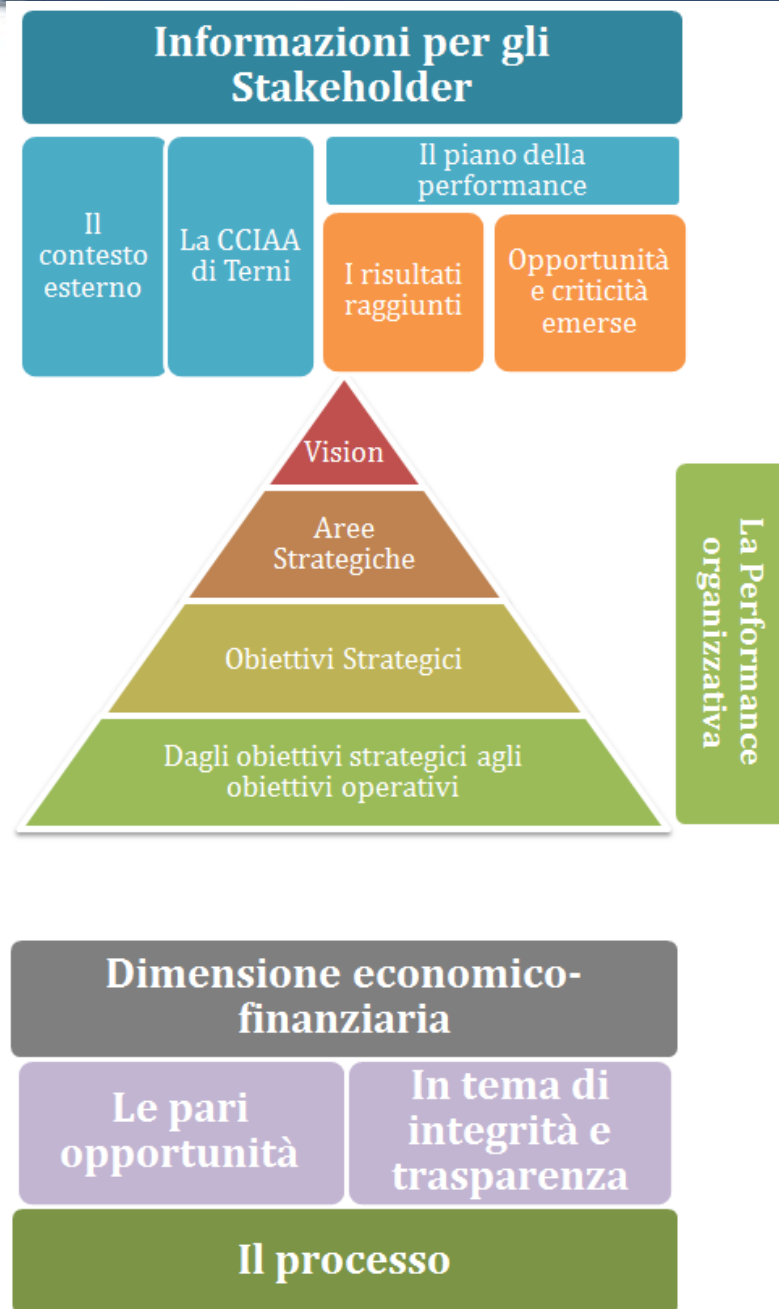 Informazioni per gli
Stakeholder
Il
contesto
esterno
La CCIAA
di Terni
Il piano della
performance
I risultati
raggiunti
Opportunità
e criticità
emerse
Vision
Aree
Strategiche
Obiettivi Strategici
Dagli obiettivi strategici agli
obiettivi operativi
La Performance
organizzativa
Dimensione economico-
finanziaria
Le pari
opportunità
In tema di
integrità e
trasparenza
Il processo